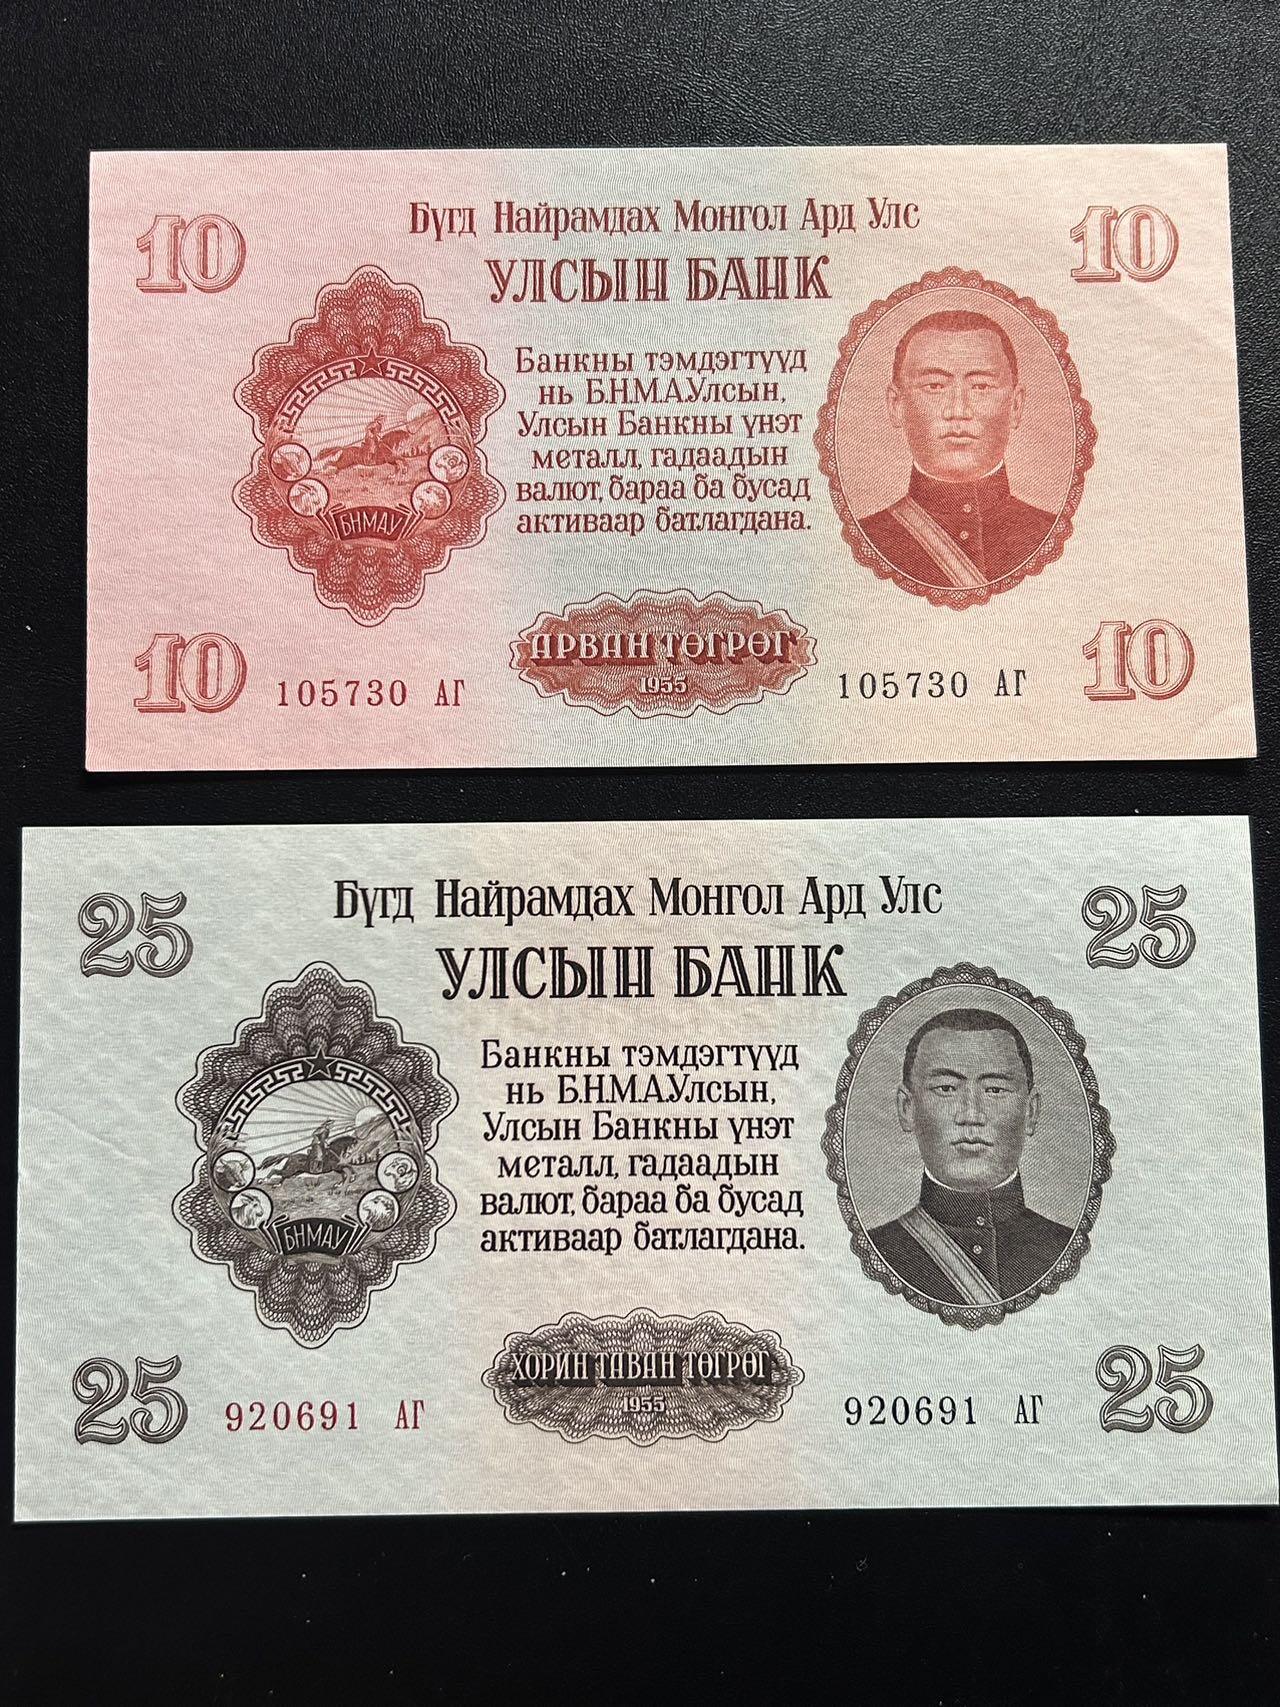 10
Бүгд Найрамдах Монгол Ард Улс
10
УЛСЫН БАНК
Банкны тэмдэгтүүд
нь Б.Н.М.А.Улсын,
Улсын Банкны үнэт
металл, гадаадын
валют, бараа ба бусад
активаар батлагдана.
БНМАУ
АРВАН ТӨГРӨГ
1955
10
105730 АГ
105730 АГ
10
25
Бүгд Найрамдах Монгол Ард Улс
25
УЛСЫН БАНК
Банкны тэмдэгтүүд
нь Б.Н.М.А.Улсын,
Улсын Банкны үнэт
металл, гадаадын
валют, бараа ба бусад
активаар батлагдана.
БНМАУ
ХОРИН ТАВАН ТӨГРӨГ
1955
25
920691 АГ
920691 АГ
25